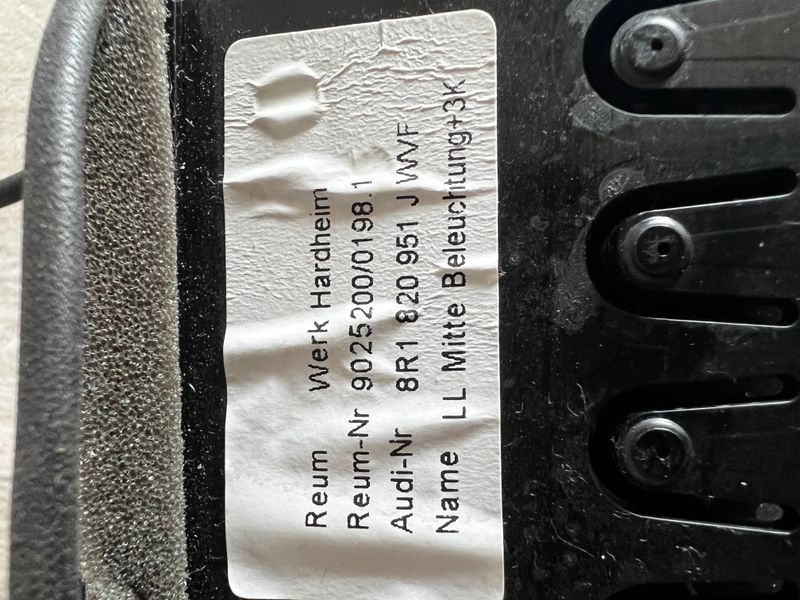 Reum Werk Hardheim
Reum-Nr 9025200/0198.1
Audi-Nr 8R1 820 951 J WVF
Name LL Mitte Beleuchtung+3K